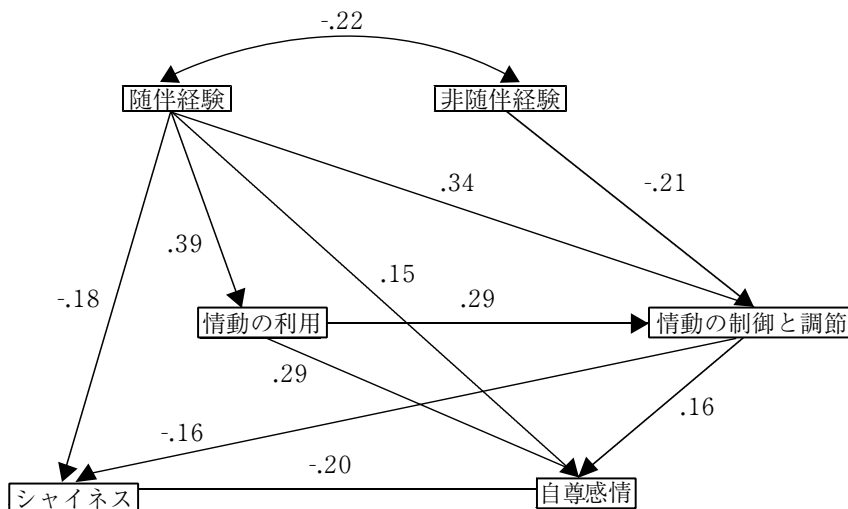 -.22
随伴経験
非随伴経験
.34
-.21
.39
.15
-.18
.29
情動の利用
情動の制御と調節
.29
.16
-.16
-.20
シャイネス
自尊感情